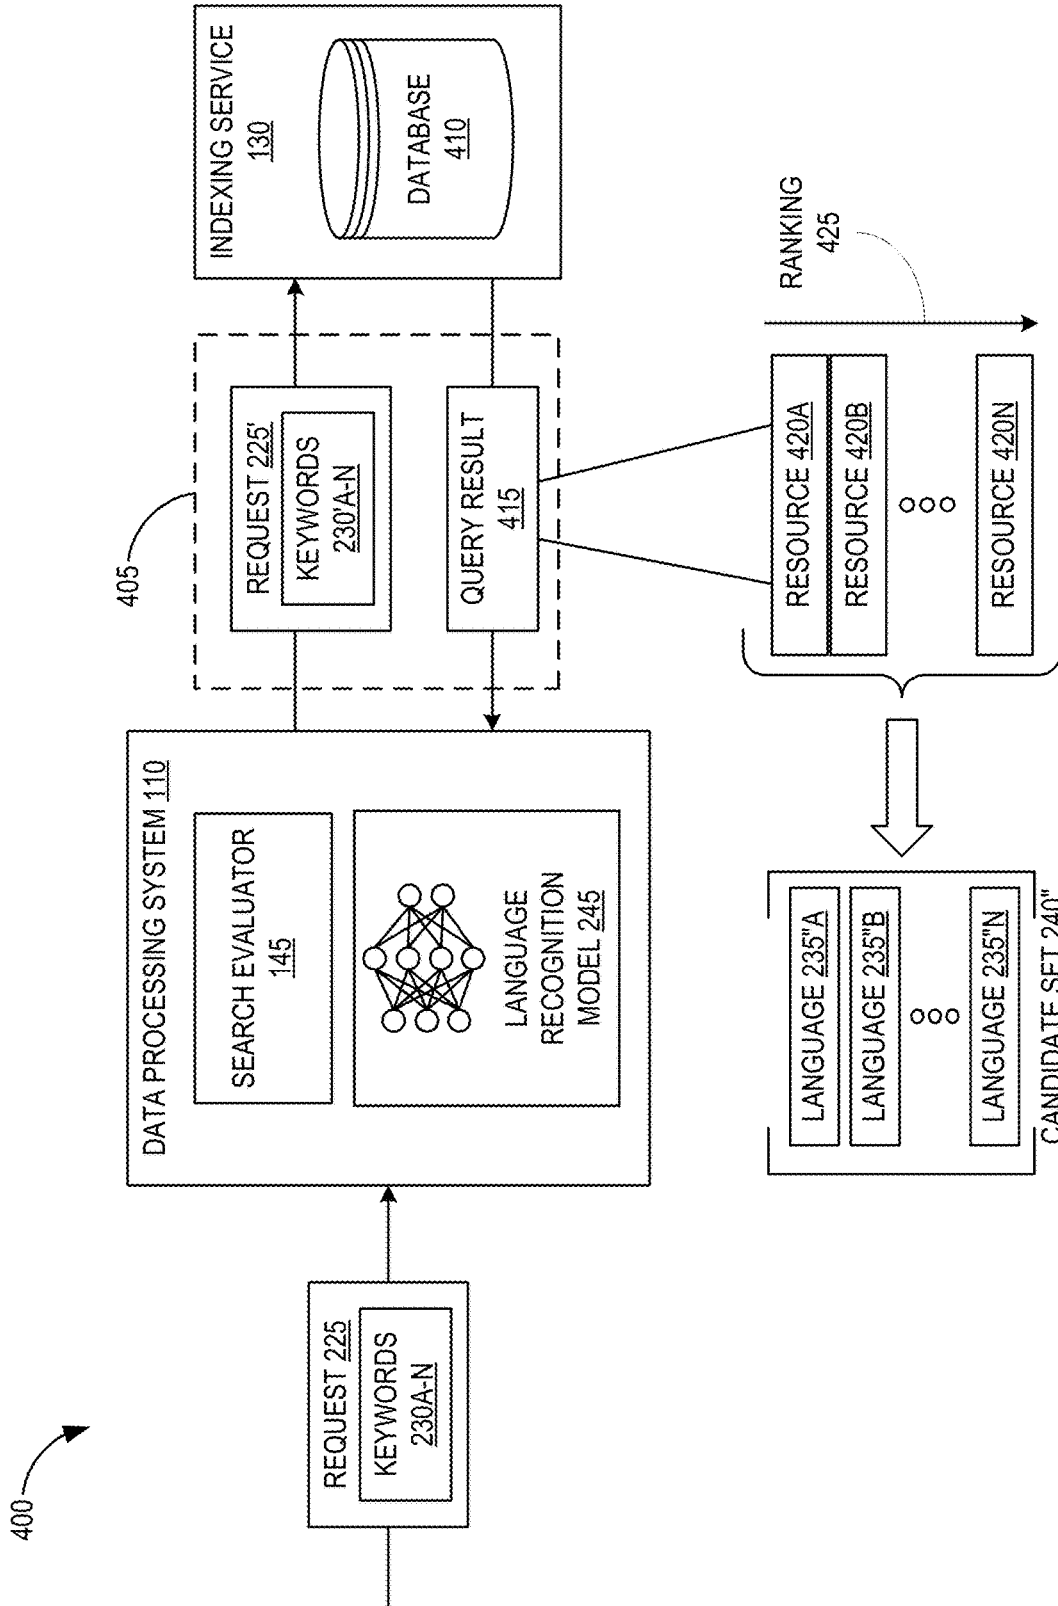 400
REQUEST 225
KEYWORDS
230A-N
DATA PROCESSING SYSTEM 110
SEARCH EVALUATOR
145
LANGUAGE
RECOGNITION
MODEL 245
405
REQUEST 225'
KEYWORDS
230'A-N
QUERY RESULT
415
INDEXING SERVICE
130
DATABASE
410
RANKING
425
RESOURCE 420A
RESOURCE 420B
RESOURCE 420N
LANGUAGE 235"A
LANGUAGE 235"B
LANGUAGE 235"N
CANDIDATE SET 240"